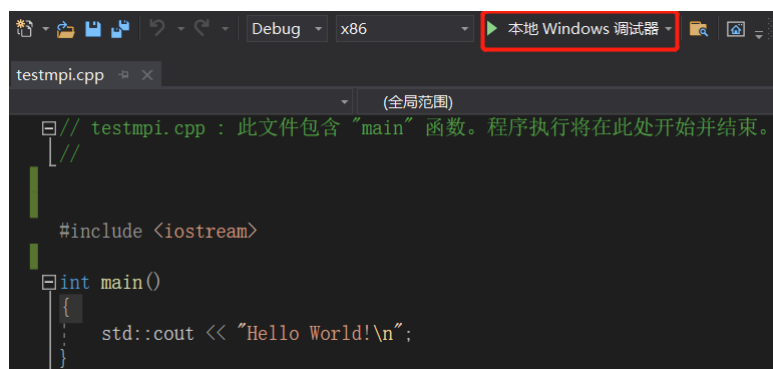 Debug x86 本地 Windows 调试器
testmpi.cpp
(全局范围)
// testmpi.cpp : 此文件包含 "main" 函数。程序执行将在此处开始并结束。
//
#include <iostream>
int main()
{
std::cout << "Hello World!\n";
}